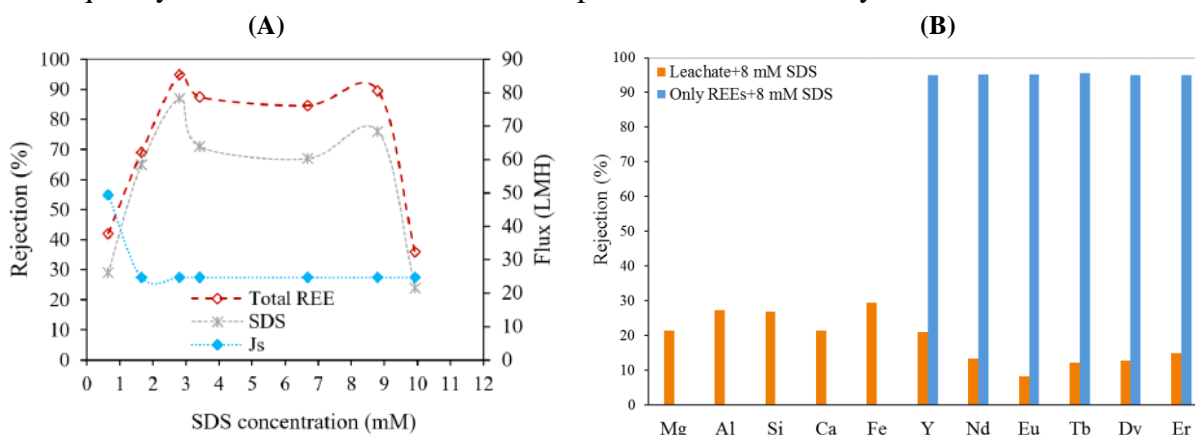 (A)
(B)
100
90
80
70
60
50
40
30
20
10
0
Rejection (%)
90
80
70
60
50
40
30
20
10
0
Flux (LMH)
Total REE
SDS
Js
0 1 2 3 4 5 6 7 8 9 10 11 12
SDS concentration (mM)
100
90
80
70
60
50
40
30
20
10
0
Rejection (%)
Leachate+8 mM SDS
Only REEs+8 mM SDS
Mg Al Si Ca Fe Y Nd Eu Tb Dy Er